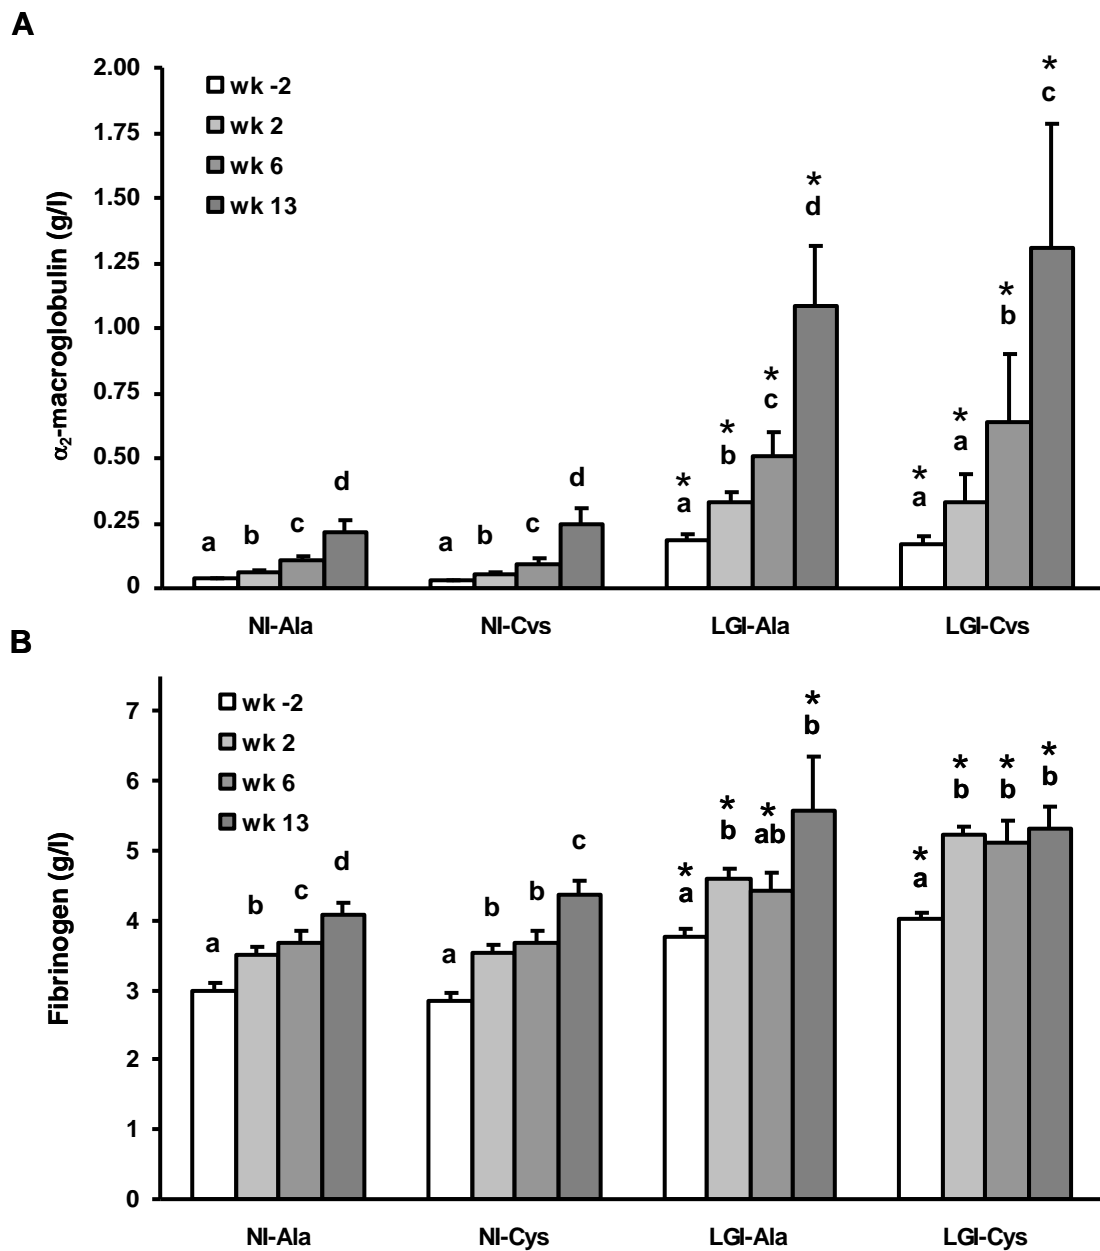 A
α2-macroglobulin (g/l)
2.00
1.75
1.50
1.25
1.00
0.75
0.50
0.25
0
wk -2
wk 2
wk 6
wk 13
a b c d
a b c d
* a * b * c * d
* a * a * b * c
NI-Ala NI-Cvs LGI-Ala LGI-Cvs
B
Fibrinogen (g/l)
7
6
5
4
3
2
1
0
wk -2
wk 2
wk 6
wk 13
a b c d
a b b c
* a * b * ab * b
* a * b * b * b
NI-Ala NI-Cys LGI-Ala LGI-Cys